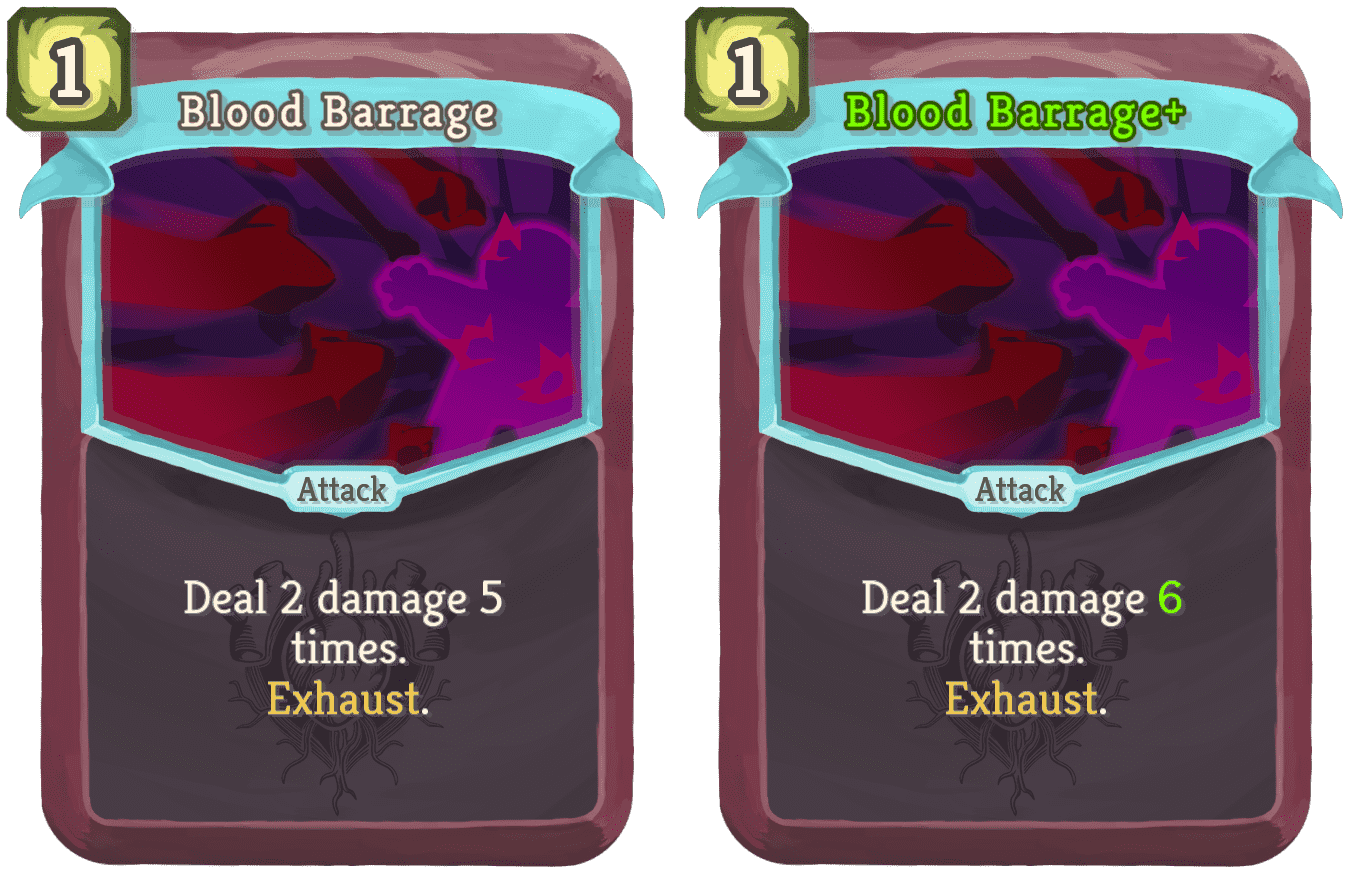 1
Blood Barrage
Attack
Deal 2 damage 5
times.
Exhaust.
1
Blood Barrage+
Attack
Deal 2 damage 6
times.
Exhaust.